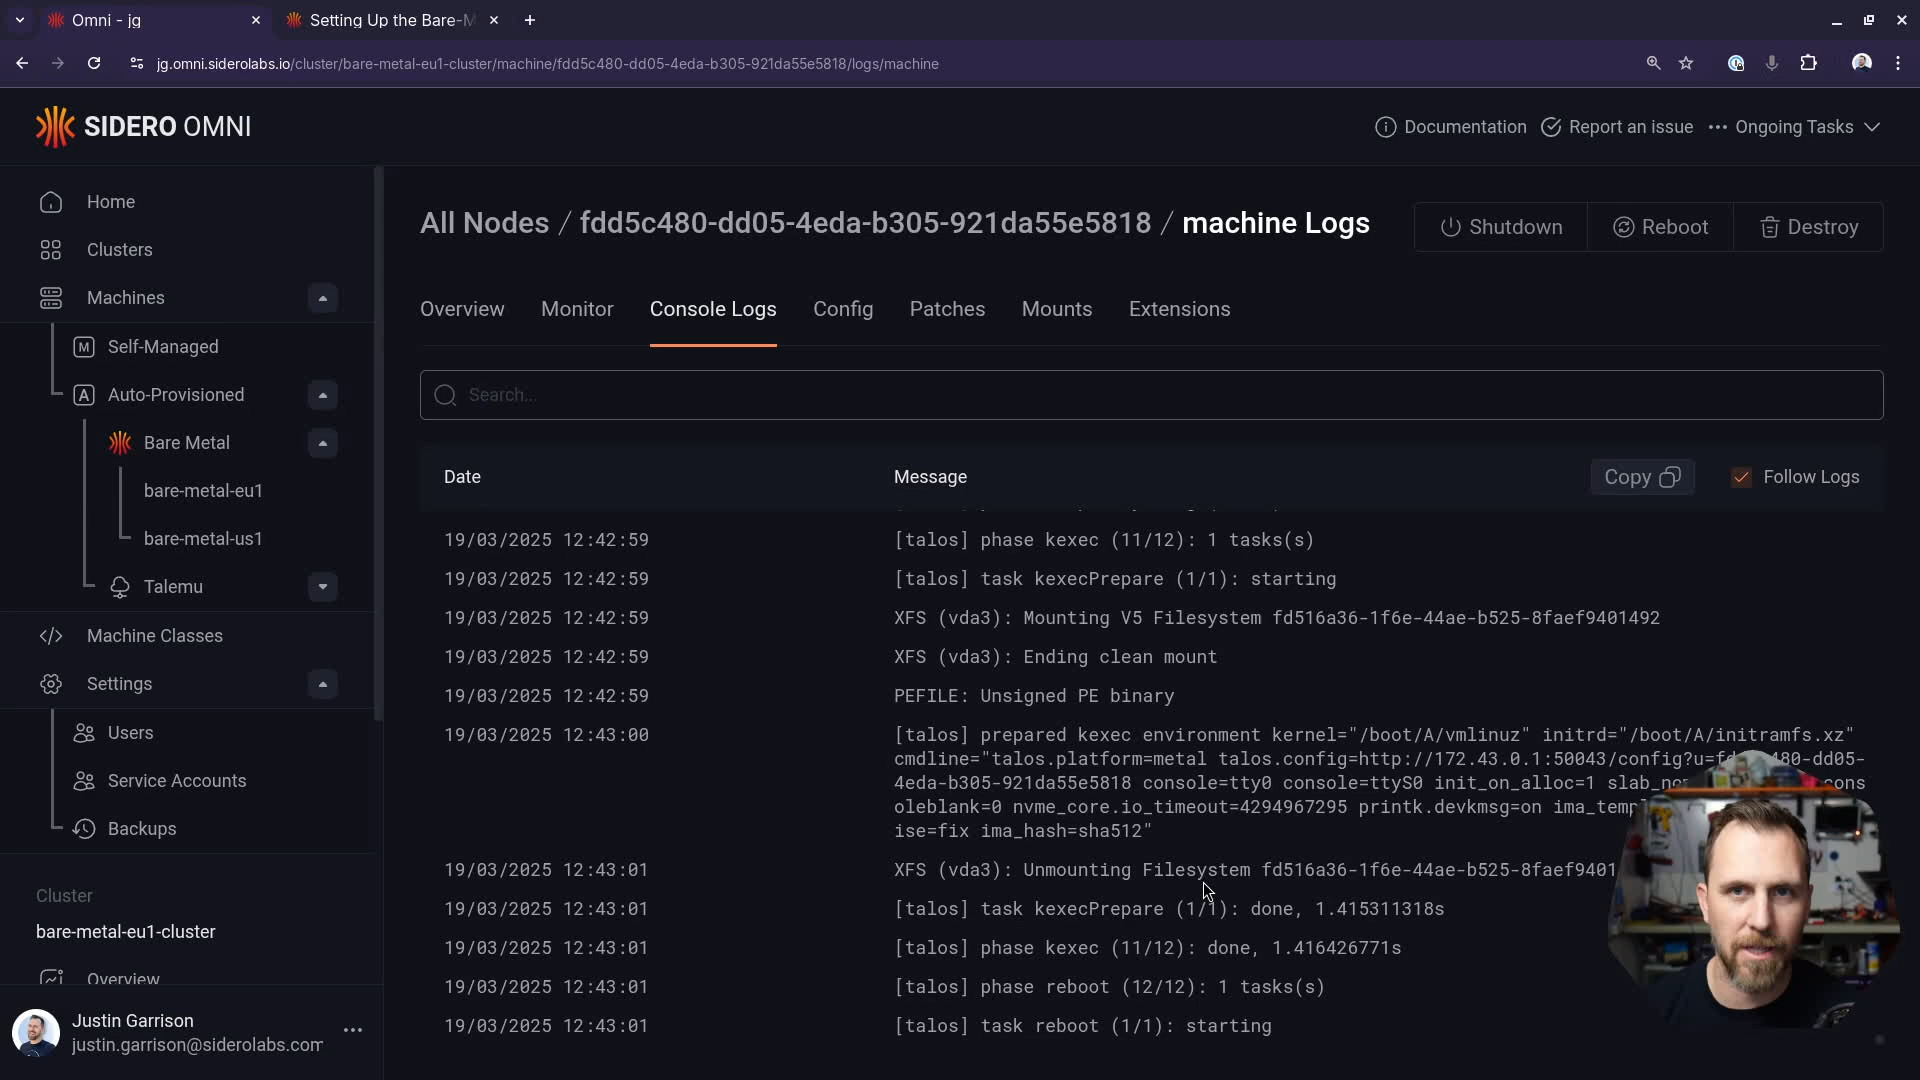 Omni - jg
Setting Up the Bare-M
jg.omni.siderolabs.io/cluster/bare-metal-eu1-cluster/machine/fdd5c480-dd05-4eda-b305-921da55e5818/logs/machine
SIDERO OMNI
Documentation
Report an issue
Ongoing Tasks
Home
Clusters
Machines
M Self-Managed
A Auto-Provisioned
Bare Metal
bare-metal-eu1
bare-metal-us1
Talemu
Machine Classes
Settings
Users
Service Accounts
Backups
Cluster
bare-metal-eu1-cluster
Overview
Justin Garrison
justin.garrison@siderolabs.com
All Nodes / fdd5c480-dd05-4eda-b305-921da55e5818 / machine Logs
Shutdown
Reboot
Destroy
Overview Monitor Console Logs Config Patches Mounts Extensions
Search...
Date Message Copy Follow Logs
19/03/2025 12:42:59 [talos] phase kexec (11/12): 1 tasks(s)
19/03/2025 12:42:59 [talos] task kexecPrepare (1/1): starting
19/03/2025 12:42:59 XFS (vda3): Mounting V5 Filesystem fd516a36-1f6e-44ae-b525-8faef9401492
19/03/2025 12:42:59 XFS (vda3): Ending clean mount
19/03/2025 12:42:59 PEFILE: Unsigned PE binary
19/03/2025 12:43:00 [talos] prepared kexec environment kernel="/boot/A/vmlinuz" initrd="/boot/A/initramfs.xz"
cmdline="talos.platform=metal talos.config=http://172.43.0.1:50043/config?u=fdd5c480-dd05-
4eda-b305-921da55e5818 console=tty0 console=ttyS0 init_on_alloc=1 cons
oleblank=0 nvme_core.io_timeout=4294967295 printk.devkmsg=on
ise=fix ima_hash=sha512"
19/03/2025 12:43:01 XFS (vda3): Unmounting Filesystem fd516a36-1f6e-44ae-b525-8faef9401
19/03/2025 12:43:01 [talos] task kexecPrepare (1/1): done, 1.415311318s
19/03/2025 12:43:01 [talos] phase kexec (11/12): done, 1.416426771s
19/03/2025 12:43:01 [talos] phase reboot (12/12): 1 tasks(s)
19/03/2025 12:43:01 [talos] task reboot (1/1): starting